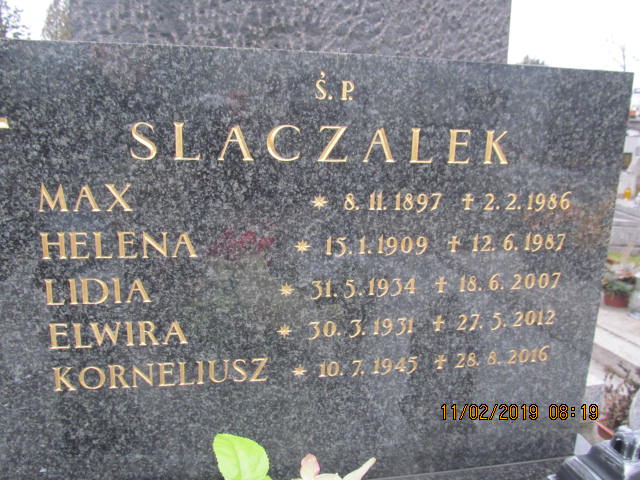 Ś. P.
SLACZALEK
MAX * 8. 11. 1897 + 2. 2. 1986
HELENA * 15. 1. 1909 + 12. 6. 1987
LIDIA * 31. 5. 1934 + 18. 6. 2007
ELWIRA * 30. 3. 1931 + 27. 5. 2012
KORNELIUSZ * 10. 7. 1945 + 28. 8. 2016
11/02/2019 08:19